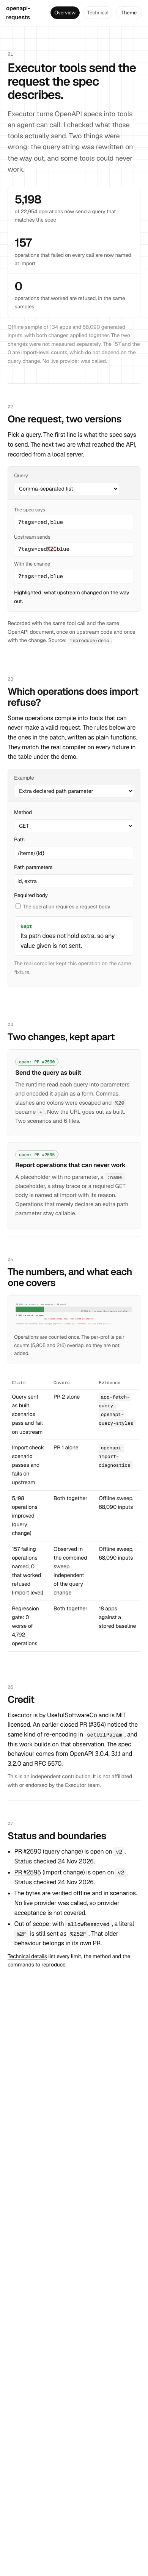 openapi-
requests
Overview
Technical
Theme
01
Executor tools send the
request the spec
describes.
Executor turns OpenAPI specs into tools
an agent can call. I checked what those
tools actually send. Two things were
wrong: the query was getting rewritten on
the way out, and some tools could never
work.
5,198
of 22,954 operations now send a query that
matches the spec
157
operations that failed on every call are now named
at import
0
operations that worked are refused, in the same
samples
Offline sample of 134 apps and 68,090 generated
inputs, with both changes applied together. The two
changes were not measured separately. The 157 and the
0 are import-level counts, which do not depend on the
query change. No live provider was called.
02
One request, two versions
Pick a query. The first line is what the spec says
to send. The next two are what reached the API,
recorded from a local server.
Query
Comma-separated list
The spec says
?tags=red,blue
Upstream sends
?tags=red%2Cblue
With the change
?tags=red,blue
Highlighted: what upstream changed on the way
out.
Recorded with the same tool call and the same
OpenAPI document, once on upstream code and once
with the change. Source: reproduce/demo.
03
Which operations does import
refuse?
Some operations compile into tools that can
never make a valid request. The rules below are
the ones in the patch, written as plain functions.
They match the real compiler on every fixture in
the table under the demo.
Example
Extra declared path parameter
Method
GET
Path
/items/{id}
Path parameters
id, extra
Required body
The operation requires a request body
kept
Its path does not hold extra, so any
value given is not sent.
The real compiler kept this operation on the same
fixture.
04
Two changes, kept apart
open: PR #2590
Send the query as built
The runtime read each query into parameters
and encoded it again as a form. Commas,
slashes and colons were escaped and %20
became +. Now the URL goes out as built.
Two scenarios and 6 files.
open: PR #2595
Report operations that can never work
A placeholder with no parameter, a :name
placeholder, a stray brace or a required GET
body is named at import with its reason.
Operations that merely declare an extra path
parameter stay callable.
05
The numbers, and what each
one covers
Operations are counted once. The per-profile pair
counts (5,805 and 216) overlap, so they are not
added.
Claim
Covers
Evidence
Query sent
as built,
scenarios
pass and fail
on upstream
PR 2 alone
app-fetch-
query,
openapi-
query-styles
Import check
scenario
passes and
fails on
upstream
PR 1 alone
openapi-
import-
diagnostics
5,198
operations
improved
(query
change)
Both together
Offline sweep,
68,090 inputs
157 failing
operations
named, 0
that worked
refused
(import level)
Observed in
the combined
sweep,
independent
of the query
change
Offline sweep,
68,090 inputs
Regression
gate: 0
worse of
4,792
operations
Both together
18 apps
against a
stored baseline
06
Credit
Executor is by UsefulSoftwareCo and is MIT
licensed. An earlier closed PR (#354) noticed the
same kind of re-encoding in setUrlParam, and
this work builds on that observation. The spec
behaviour comes from OpenAPI 3.0.4, 3.1.1 and
3.2.0 and RFC 6570.
This is an independent contribution. It is not affiliated
with or endorsed by the Executor team.
07
Status and boundaries
PR #2590 (query change) is open on v2.
Status checked 24 Nov 2026.
PR #2595 (import change) is open on v2.
Status checked 24 Nov 2026.
The bytes are verified offline and in scenarios.
No live provider was called, so provider
acceptance is not covered.
Out of scope: with allowReserved, a literal
%2F is still sent as %252F. That older
behaviour belongs in its own PR.
Technical details list every limit, the method and the
commands to reproduce.